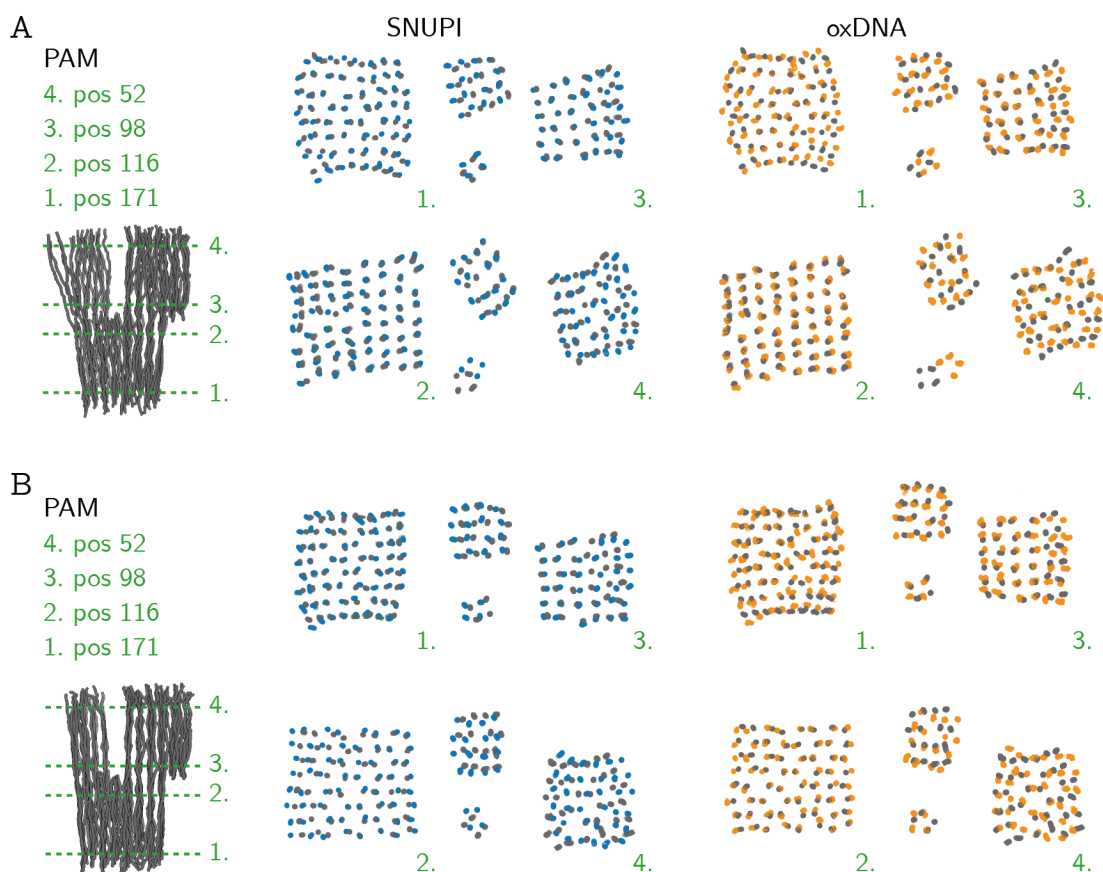 A
SNUPI
oxDNA
PAM
4. pos 52
3. pos 98
2. pos 116
1. pos 171
1.
3.
1.
3.
4.
3.
2.
1.
2.
4.
2.
4.
B
PAM
4. pos 52
3. pos 98
2. pos 116
1. pos 171
1.
3.
1.
3.
4.
3.
2.
1.
2.
4.
2.
4.